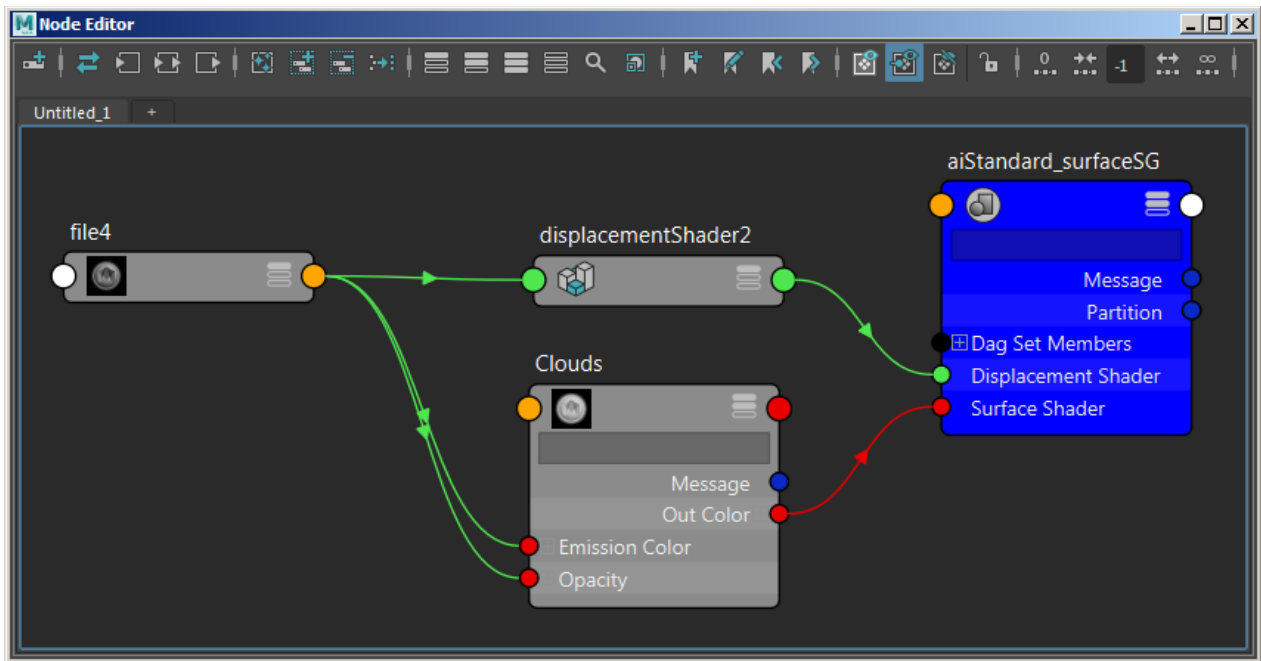 Node Editor
0
-1
∞
Untitled_1 +
aiStandard_surfaceSG
file4
displacementShader2
Message
Partition
Dag Set Members
Displacement Shader
Surface Shader
Clouds
Message
Out Color
Emission Color
Opacity